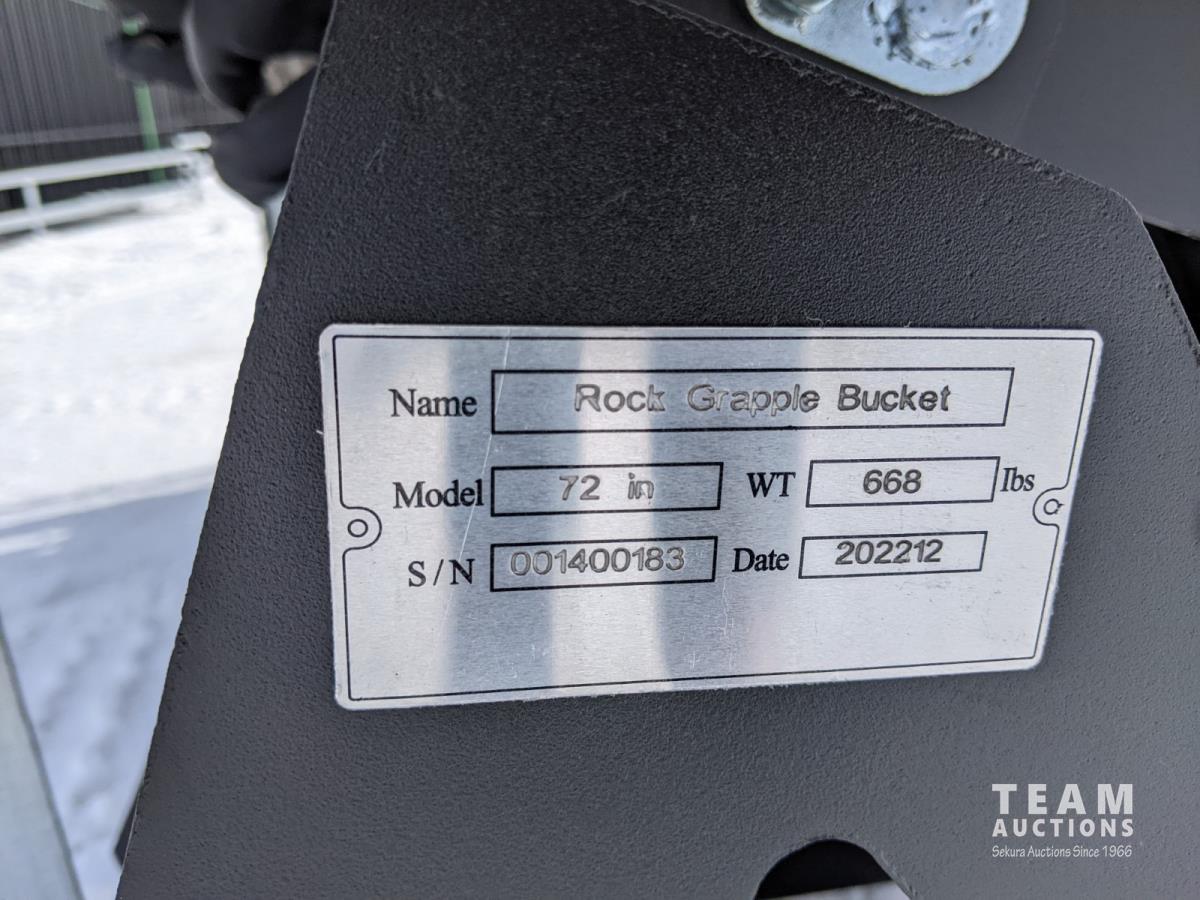 Name Rock Grapple Bucket
Model 72 in WT 668 lbs
S/N 001400183 Date 202212
TEAM
AUCTIONS
Sekura Auctions Since 1966